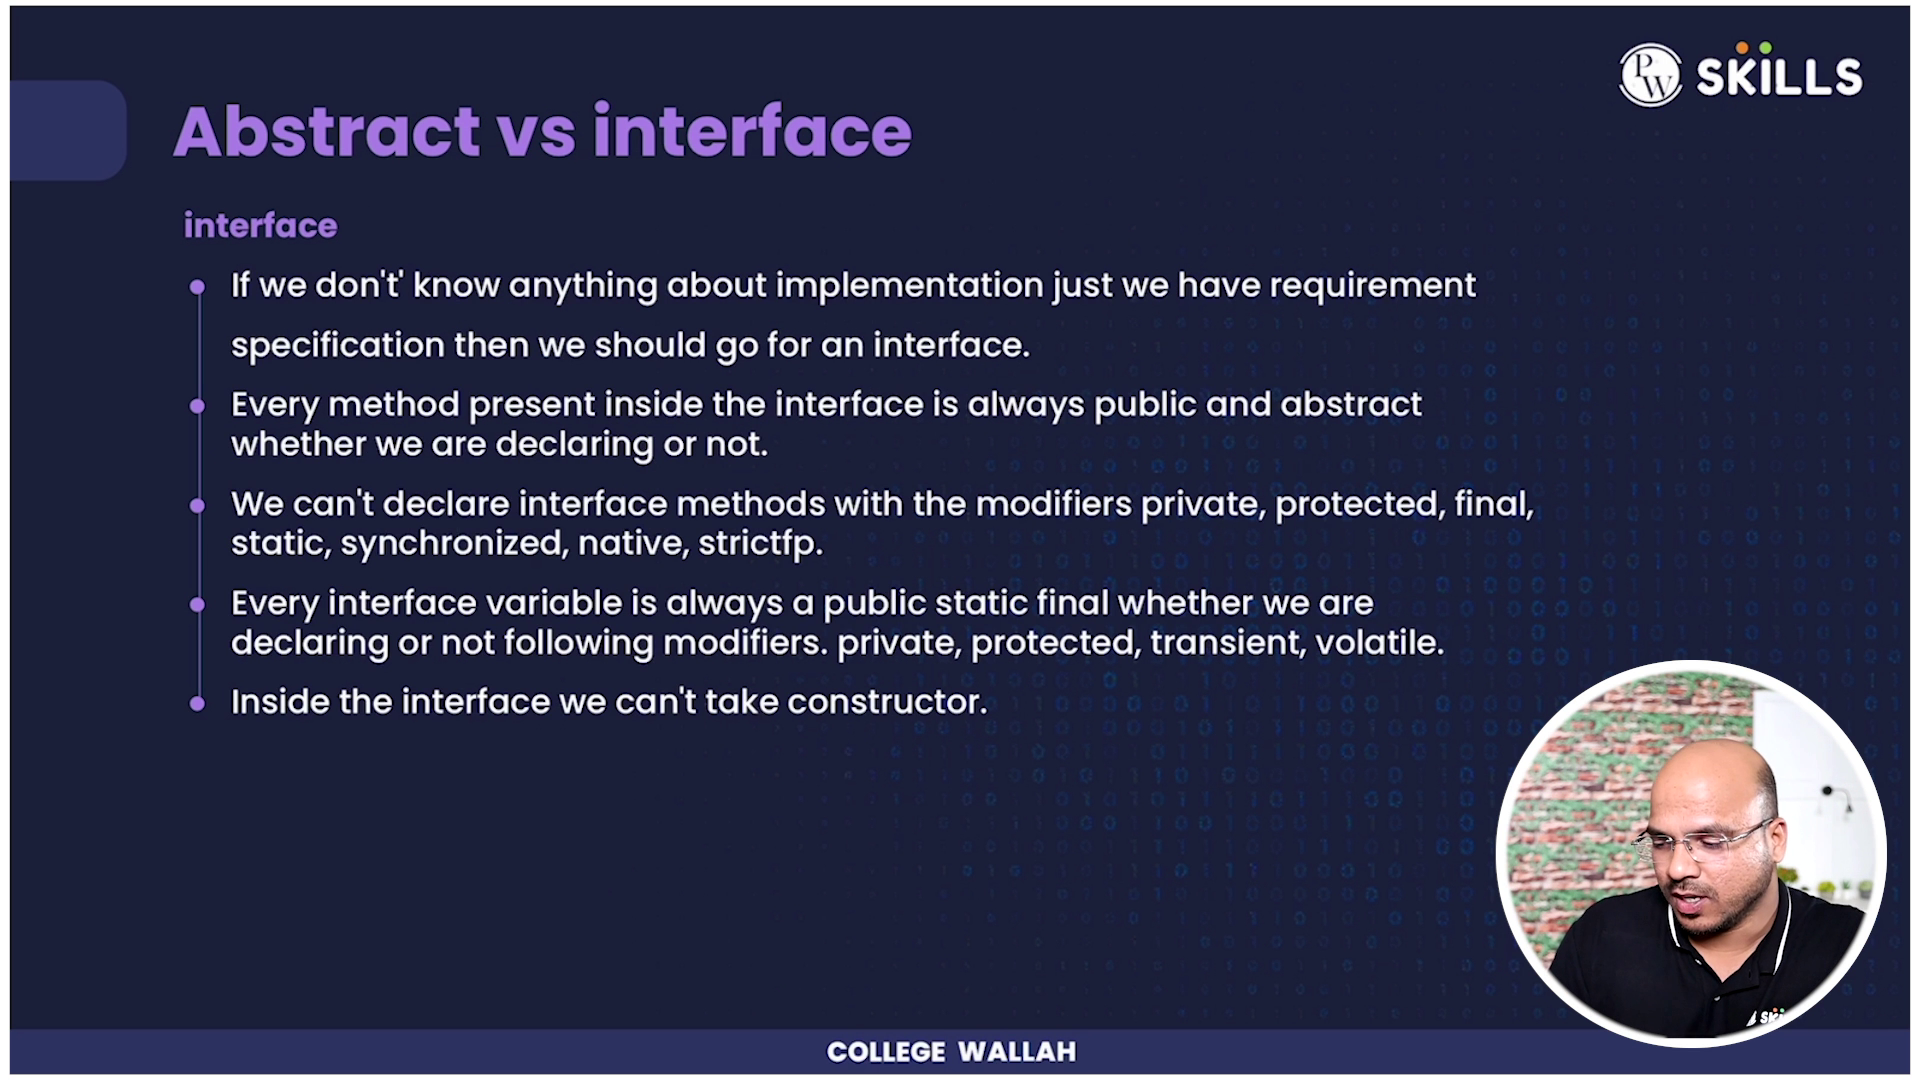 PW SKILLS
Abstract vs interface
interface
If we don't' know anything about implementation just we have requirement
specification then we should go for an interface.
Every method present inside the interface is always public and abstract
whether we are declaring or not.
We can't declare interface methods with the modifiers private, protected, final,
static, synchronized, native, strictfp.
Every interface variable is always a public static final whether we are
declaring or not following modifiers. private, protected, transient, volatile.
Inside the interface we can't take constructor.
COLLEGE WALLAH